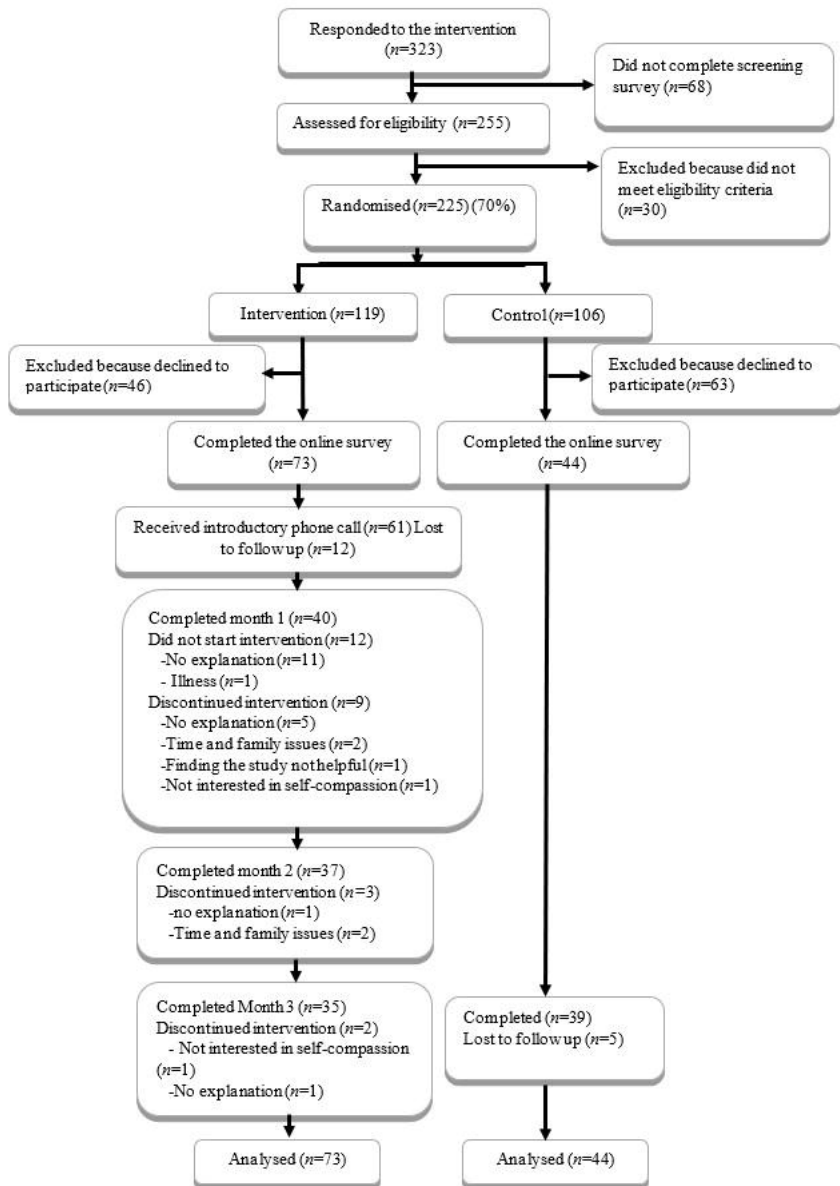 Responded to the intervention
(n=323)
Did not complete screening
survey (n=68)
Assessed for eligibility (n=255)
Excluded because did not
meet eligibility criteria
(n=30)
Randomised (n=225) (70%)
Intervention (n=119)
Control (n=106)
Excluded because declined to
participate (n=46)
Excluded because declined to
participate (n=63)
Completed the online survey
(n=73)
Completed the online survey
(n=44)
Received introductory phone call (n=61) Lost
to follow up (n=12)
Completed month 1 (n=40)
Did not start intervention (n=12)
-No explanation (n=11)
- Illness (n=1)
Discontinued intervention (n=9)
-No explanation (n=5)
-Time and family issues (n=2)
-Finding the study not helpful (n=1)
-Not interested in self-compassion (n=1)
Completed month 2 (n=37)
Discontinued intervention (n=3)
-no explanation (n=1)
-Time and family issues (n=2)
Completed Month 3 (n=35)
Discontinued intervention (n=2)
- Not interested in self-compassion
(n=1)
-No explanation (n=1)
Completed (n=39)
Lost to follow up (n=5)
Analysed (n=73)
Analysed (n=44)